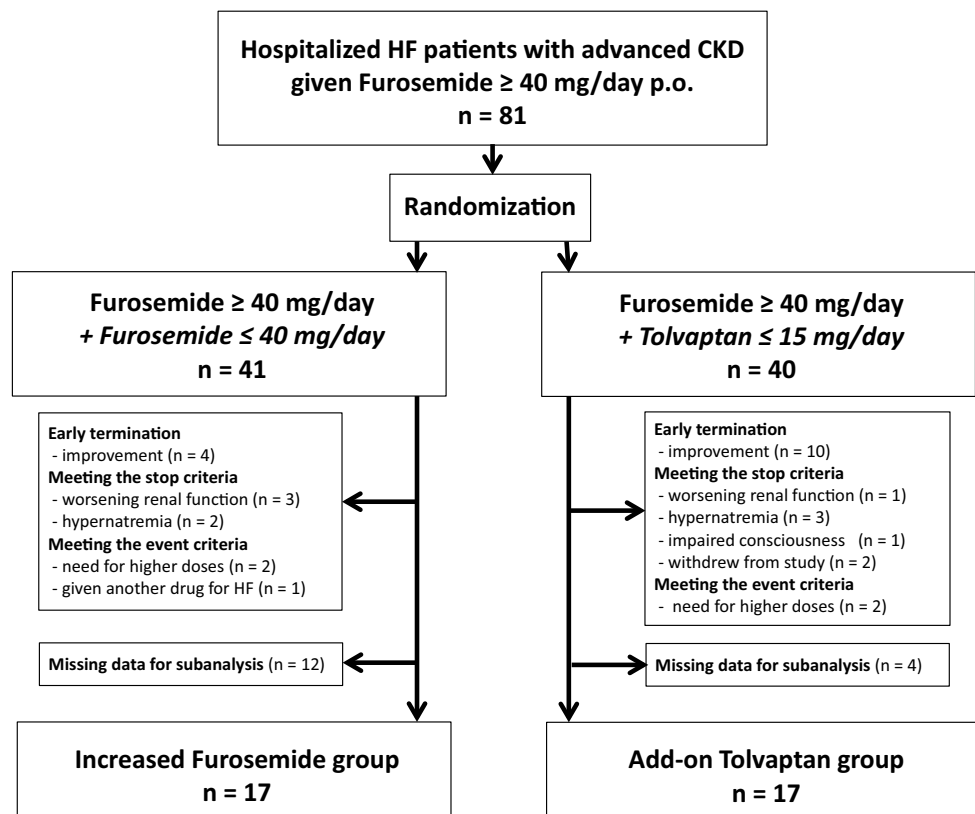 Hospitalized HF patients with advanced CKD
given Furosemide ≥ 40 mg/day p.o.
n = 81
Randomization
Furosemide ≥ 40 mg/day
+ Furosemide ≤ 40 mg/day
n = 41
Furosemide ≥ 40 mg/day
+ Tolvaptan ≤ 15 mg/day
n = 40
Early termination
- improvement (n = 4)
Meeting the stop criteria
- worsening renal function (n = 3)
- hypernatremia (n = 2)
Meeting the event criteria
- need for higher doses (n = 2)
- given another drug for HF (n = 1)
Early termination
- improvement (n = 10)
Meeting the stop criteria
- worsening renal function (n = 1)
- hypernatremia (n = 3)
- impaired consciousness (n = 1)
- withdrew from study (n = 2)
Meeting the event criteria
- need for higher doses (n = 2)
Missing data for subanalysis (n = 12)
Missing data for subanalysis (n = 4)
Increased Furosemide group
n = 17
Add-on Tolvaptan group
n = 17